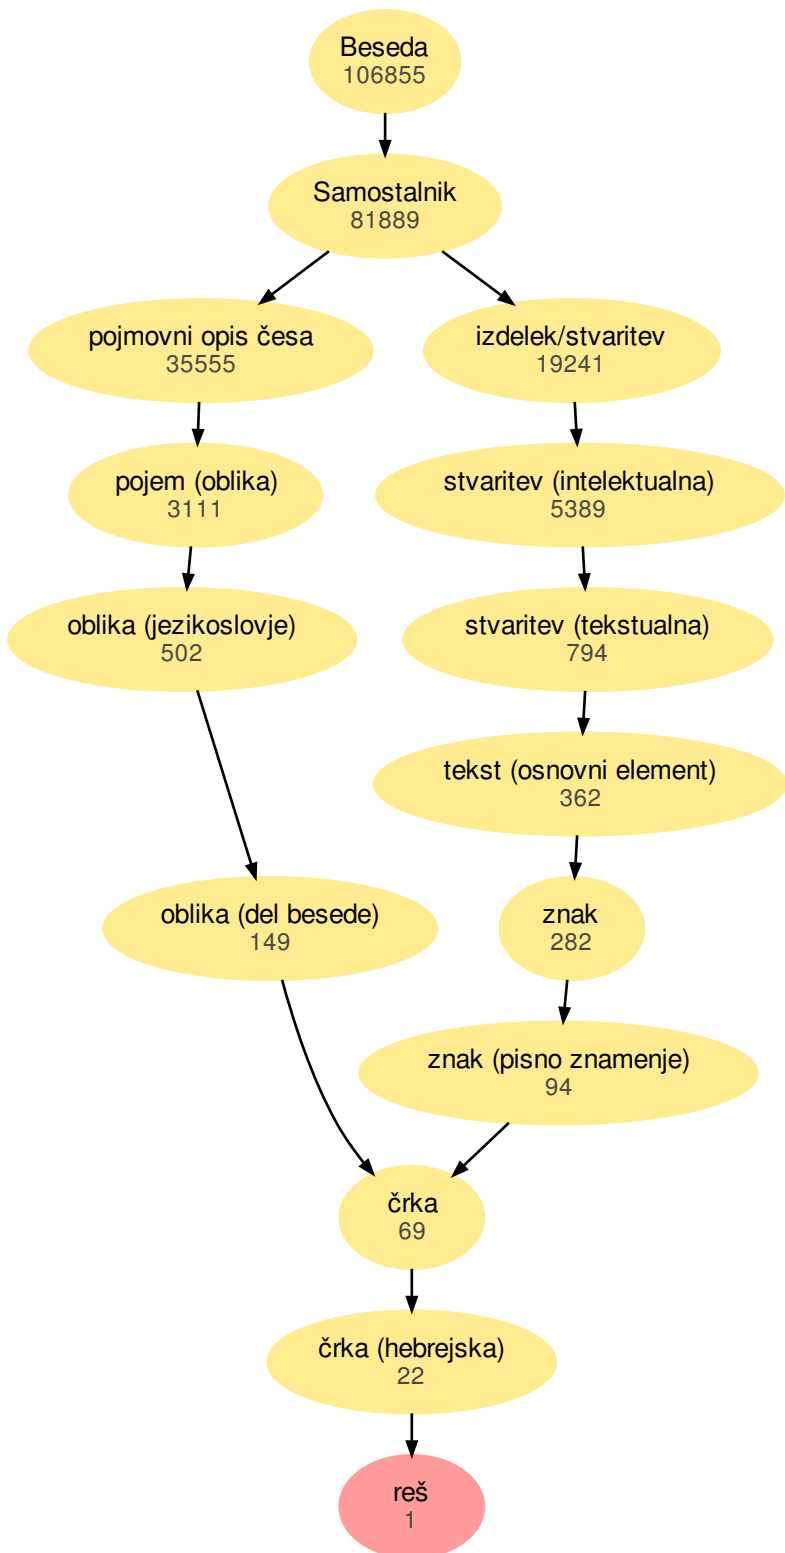 Beseda
106855
Samostalnik
81889
pojmovni opis česa
35555
izdelek/stvaritev
19241
pojem (oblika)
3111
stvaritev (intelektualna)
5389
oblika (jezikoslovje)
502
stvaritev (tekstualna)
794
tekst (osnovni element)
362
oblika (del besede)
149
znak
282
znak (pisno znamenje)
94
črka
69
črka (hebrejska)
22
reš
1